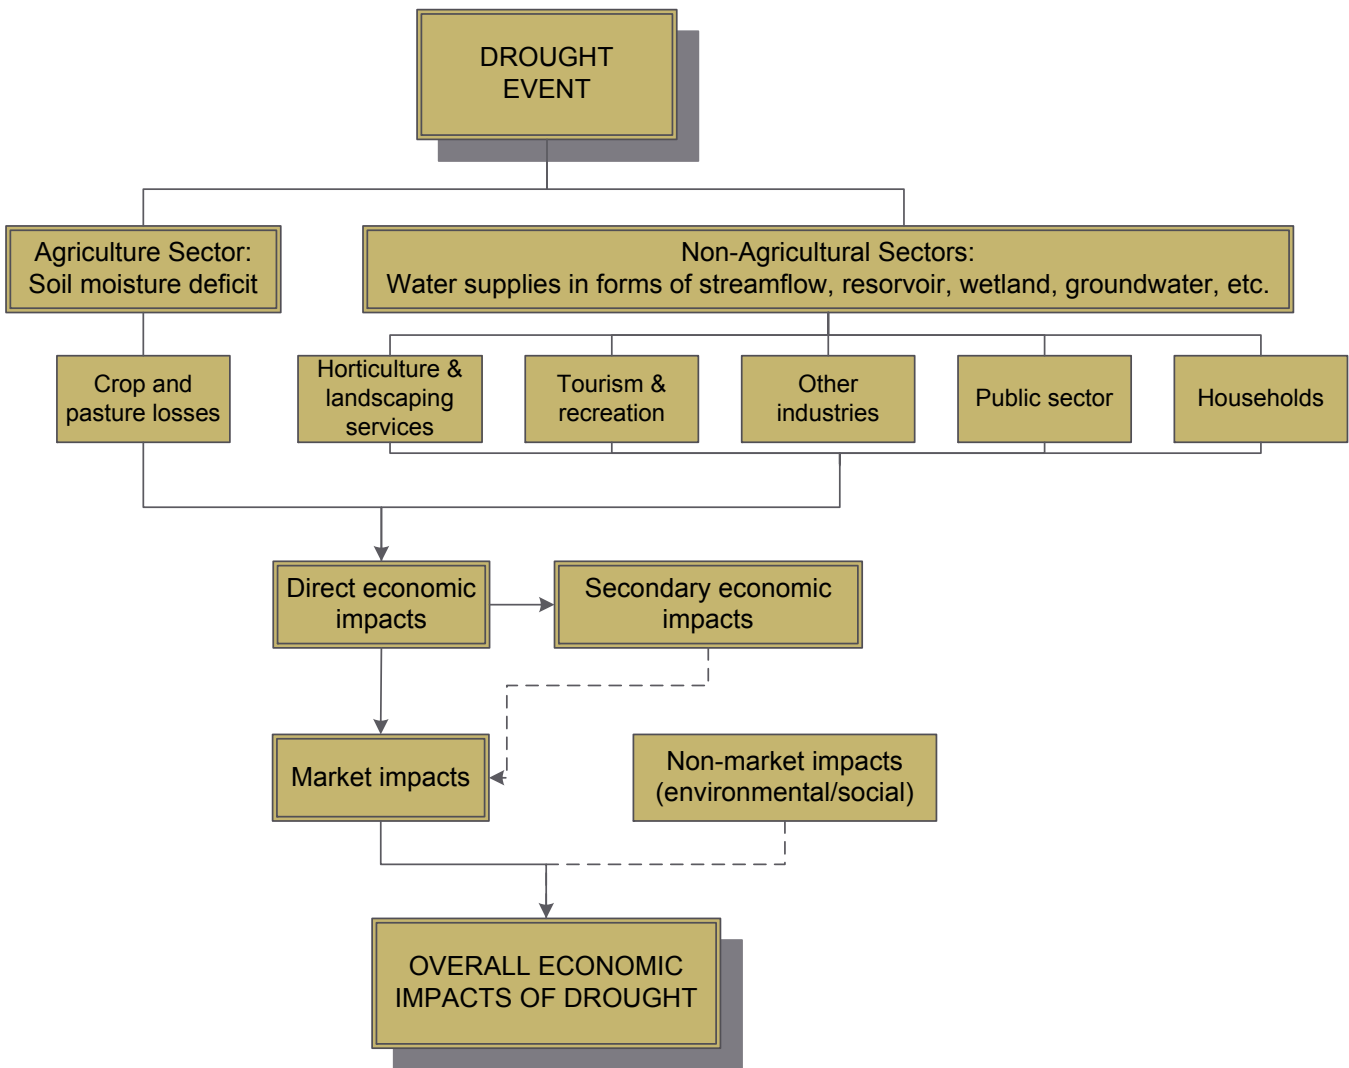 DROUGHT
EVENT
Agriculture Sector:
Soil moisture deficit
Non-Agricultural Sectors:
Water supplies in forms of streamflow, resorvoir, wetland, groundwater, etc.
Crop and
pasture losses
Horticulture &
landscaping
services
Tourism &
recreation
Other
industries
Public sector
Households
Direct economic
impacts
Secondary economic
impacts
Market impacts
Non-market impacts
(environmental/social)
OVERALL ECONOMIC
IMPACTS OF DROUGHT